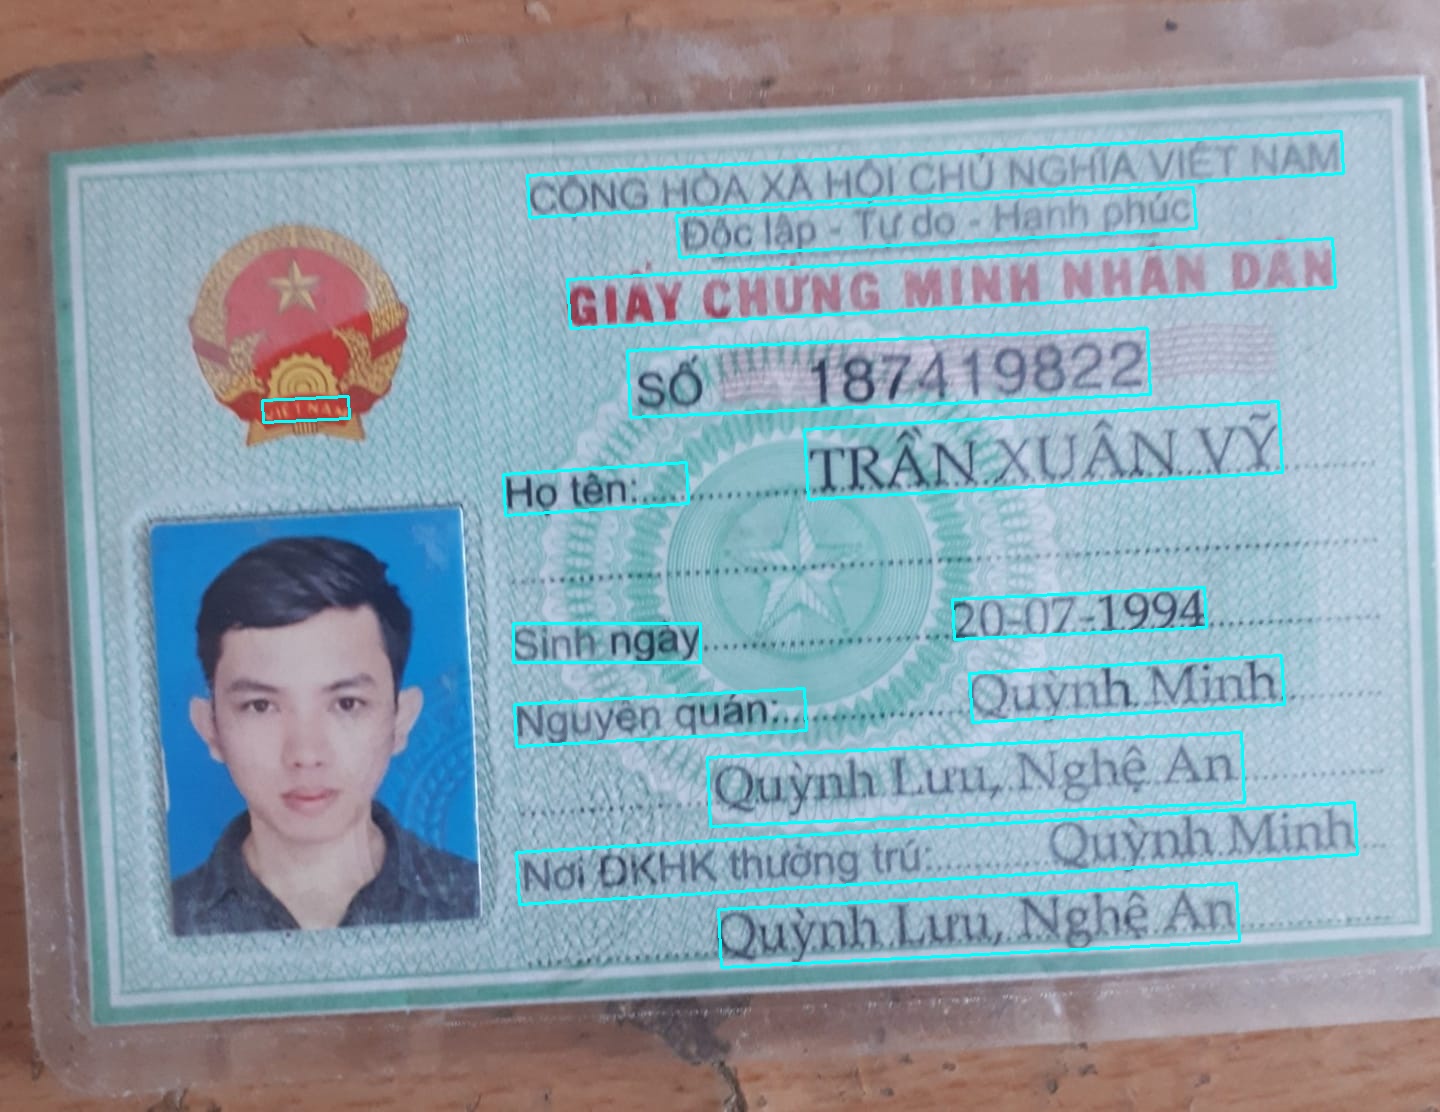 CỘNG HÒA XÃ HỘI CHỦ NGHĨA VIỆT NAM
Độc lập - Tự do - Hạnh phúc
GIẤY CHỨNG MINH NHÂN DÂN
SỐ 187419822
VIỆT NAM
Họ tên: TRẦN XUÂN VỸ
Sinh ngày 20-07-1994
Nguyên quán: Quỳnh Minh
Quỳnh Lưu, Nghệ An
Nơi ĐKHK thường trú: Quỳnh Minh
Quỳnh Lưu, Nghệ An